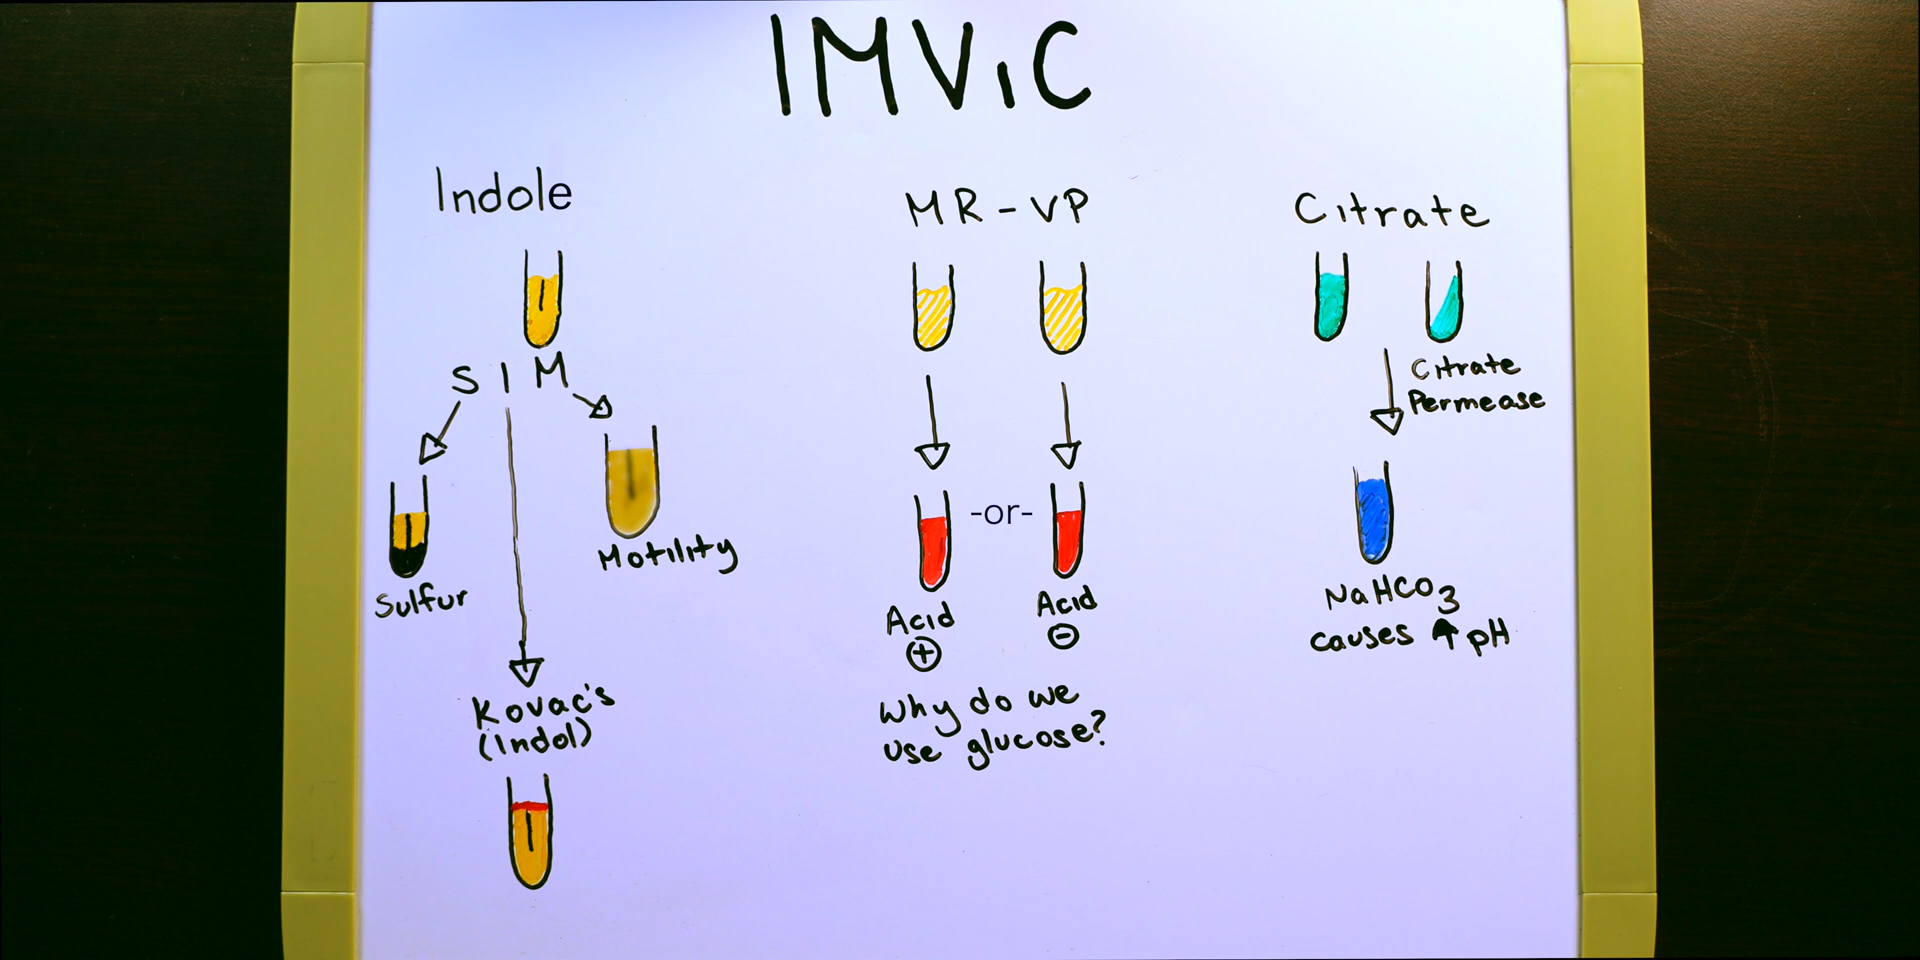 IMViC
Indole
S I M
Sulfur
Motility
Kovac's
(Indol)
MR-VP
-or-
Acid
+
Acid
-
Why do we
use glucose?
Citrate
Citrate
Permease
NaHCO3
causes ↑ pH